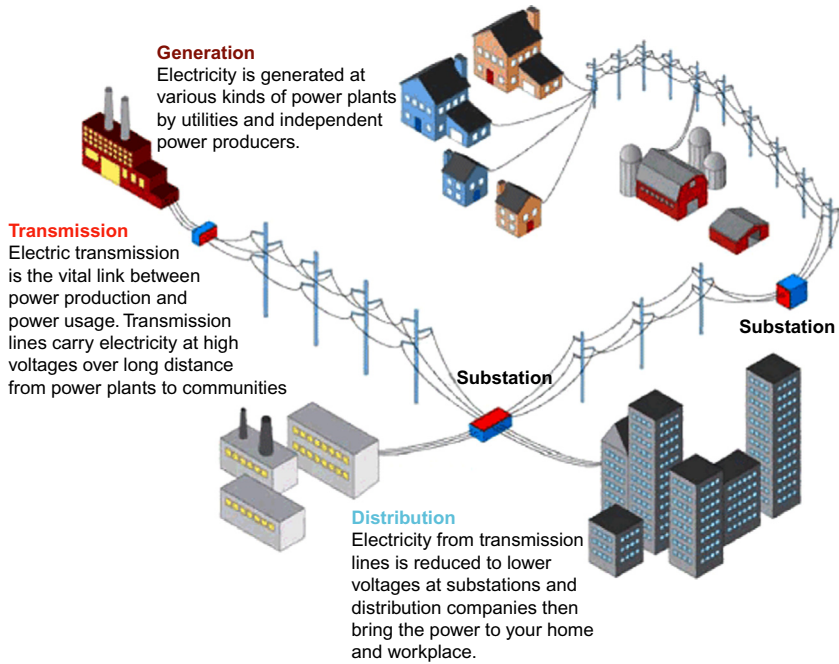 Generation
Electricity is generated at
various kinds of power plants
by utilities and independent
power producers.
Transmission
Electric transmission
is the vital link between
power production and
power usage. Transmission
lines carry electricity at high
voltages over long distance
from power plants to communities
Substation
Substation
Distribution
Electricity from transmission
lines is reduced to lower
voltages at substations and
distribution companies then
bring the power to your home
and workplace.